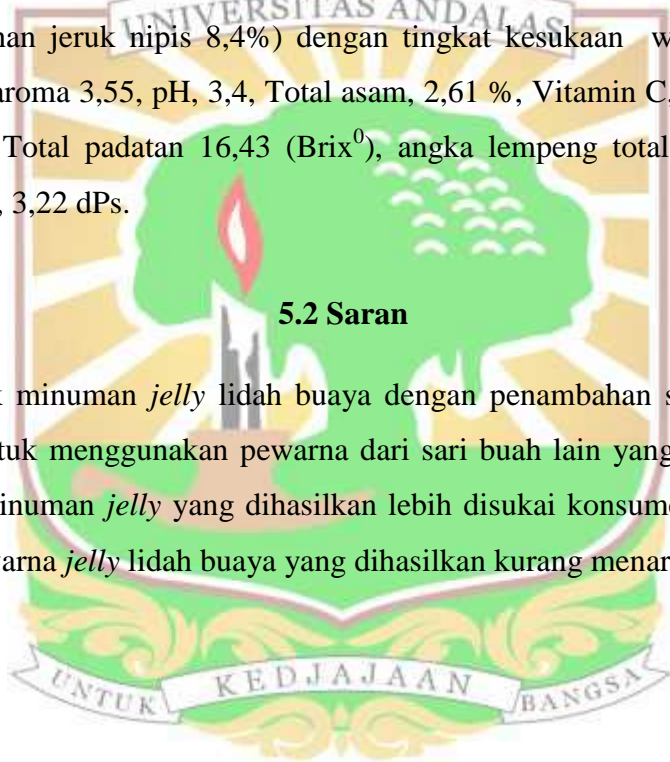 UNIVERSITAS ANDALAS
nan jeruk nipis 8,4%) dengan tingkat kesukaan w
aroma 3,55, pH, 3,4, Total asam, 2,61 %, Vitamin C,
Total padatan 16,43 (Brix⁰), angka lempeng total
, 3,22 dPs.
5.2 Saran
k minuman jelly lidah buaya dengan penambahan s
tuk menggunakan pewarna dari sari buah lain yang
minuman jelly yang dihasilkan lebih disukai konsume
varna jelly lidah buaya yang dihasilkan kurang menar
UNTUK KEDJAJAAN BANGSA